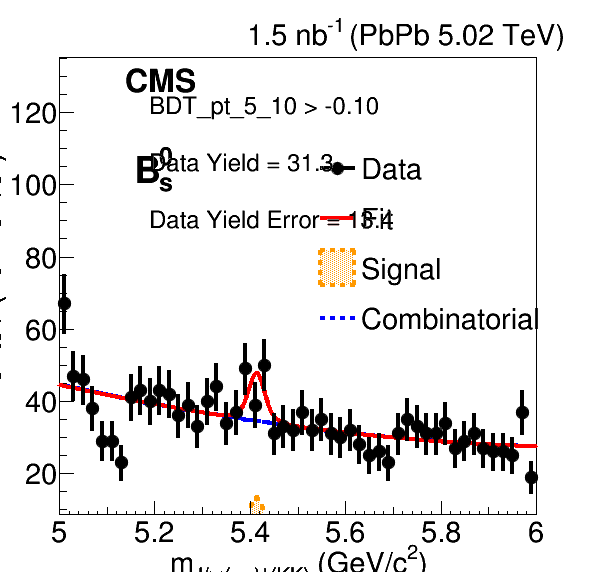 1.5 nb⁻¹ (PbPb 5.02 TeV)
CMS
BDT_pt_5_10 > -0.10
B⁰ₛ
Data Yield = 31.3
Data
Data Yield Error = 13.4
Fit
Signal
Combinatorial
120
100
80
60
40
20
5 5.2 5.4 5.6 5.8 6
m (GeV/c²)